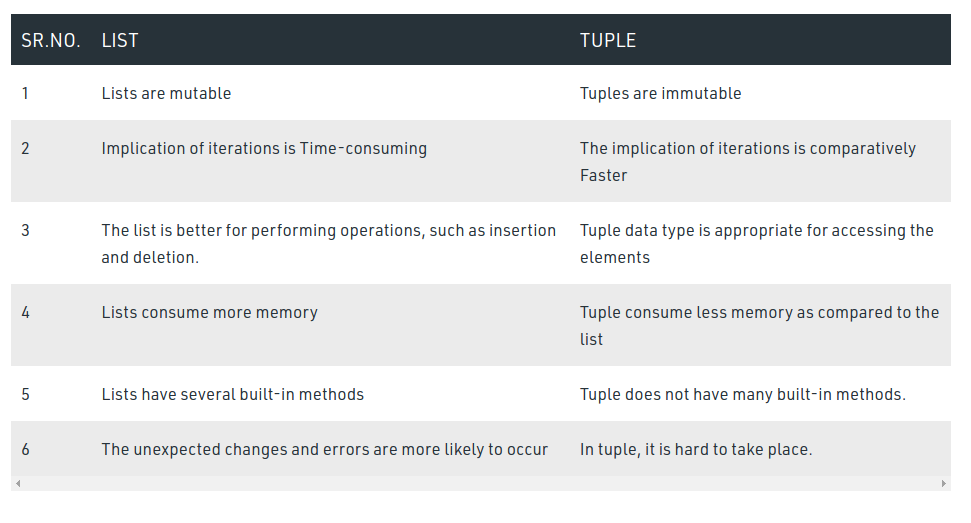 SR.NO. LIST TUPLE
1 Lists are mutable Tuples are immutable
2 Implication of iterations is Time-consuming The implication of iterations is comparatively
Faster
3 The list is better for performing operations, such as insertion Tuple data type is appropriate for accessing the
and deletion. elements
4 Lists consume more memory Tuple consume less memory as compared to the
list
5 Lists have several built-in methods Tuple does not have many built-in methods.
6 The unexpected changes and errors are more likely to occur In tuple, it is hard to take place.